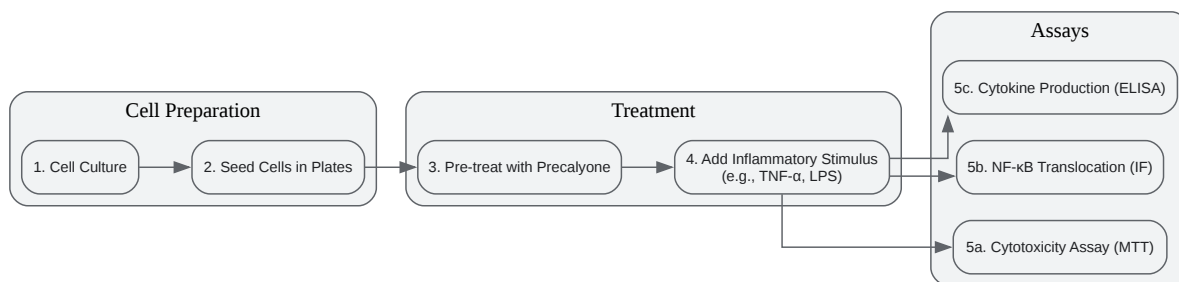 Cell Preparation
1. Cell Culture
2. Seed Cells in Plates
Treatment
3. Pre-treat with Precalyone
4. Add Inflammatory Stimulus
(e.g., TNF-α, LPS)
Assays
5c. Cytokine Production (ELISA)
5b. NF-κB Translocation (IF)
5a. Cytotoxicity Assay (MTT)